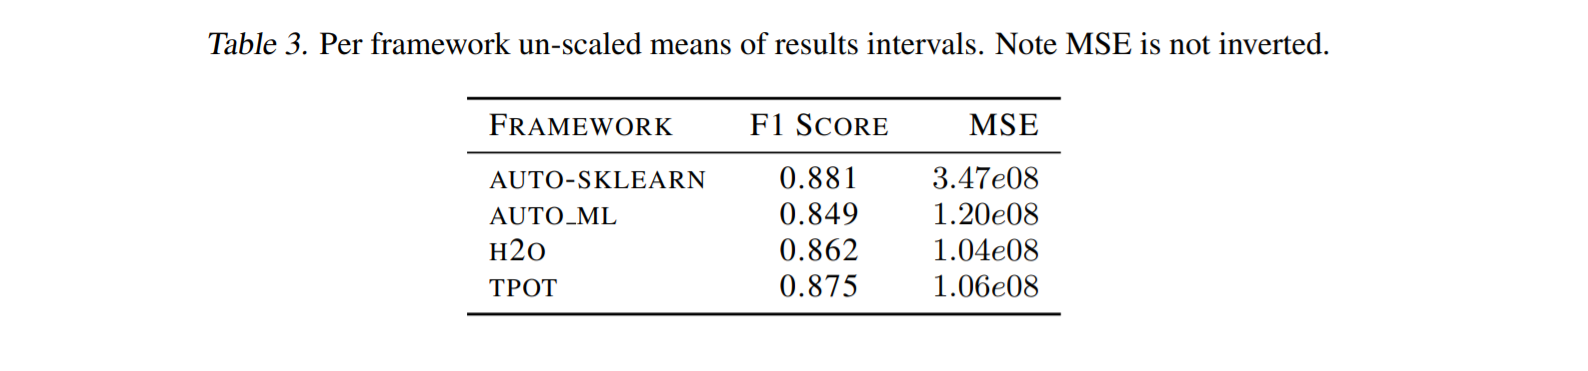 Table 3. Per framework un-scaled means of results intervals. Note MSE is not inverted.
FRAMEWORK F1 SCORE MSE
AUTO-SKLEARN 0.881 3.47e08
AUTO_ML 0.849 1.20e08
H2O 0.862 1.04e08
TPOT 0.875 1.06e08